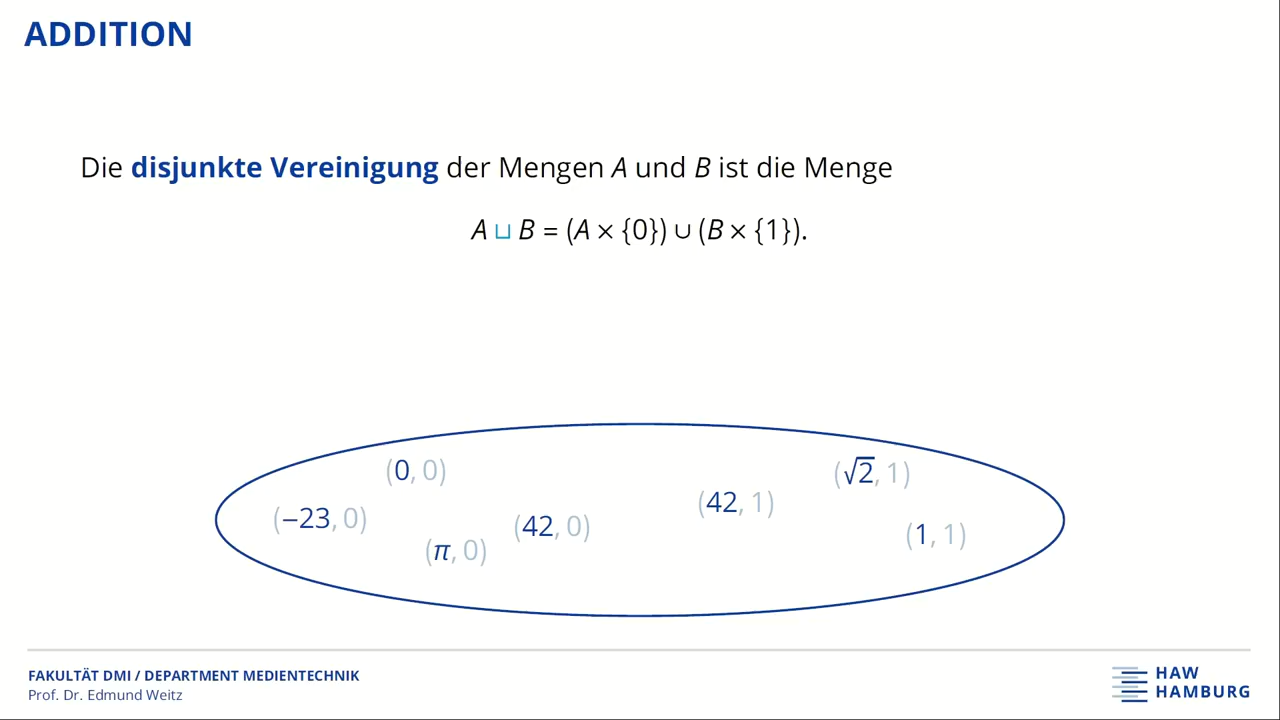 ADDITION
Die disjunkte Vereinigung der Mengen A und B ist die Menge
A ⊔ B = (A × {0}) ∪ (B × {1}).
(0, 0)
(√2, 1)
(42, 1)
(−23, 0)
(42, 0)
(1, 1)
(π, 0)
FAKULTÄT DMI / DEPARTMENT MEDIENTECHNIK
Prof. Dr. Edmund Weitz
HAW
HAMBURG